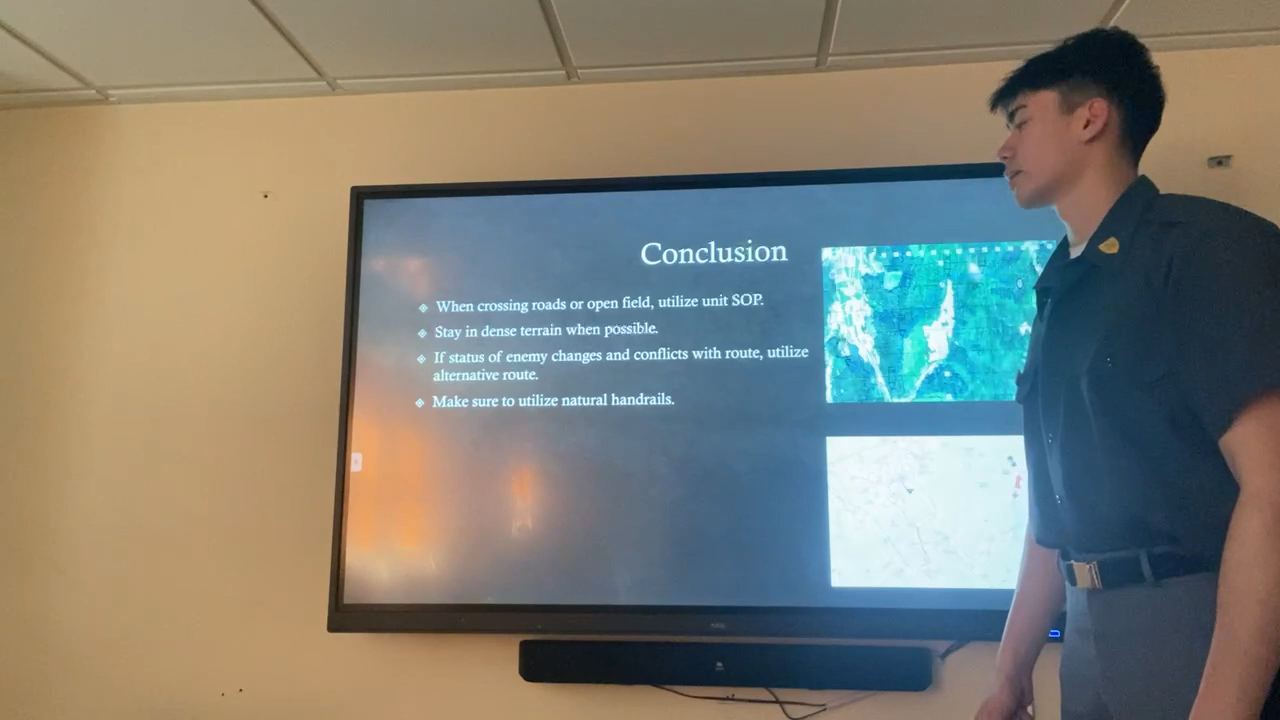 Conclusion
When crossing roads or open field, utilize unit SOP.
Stay in dense terrain when possible.
If status of enemy changes and conflicts with route, utilize
alternative route.
Make sure to utilize natural handrails.